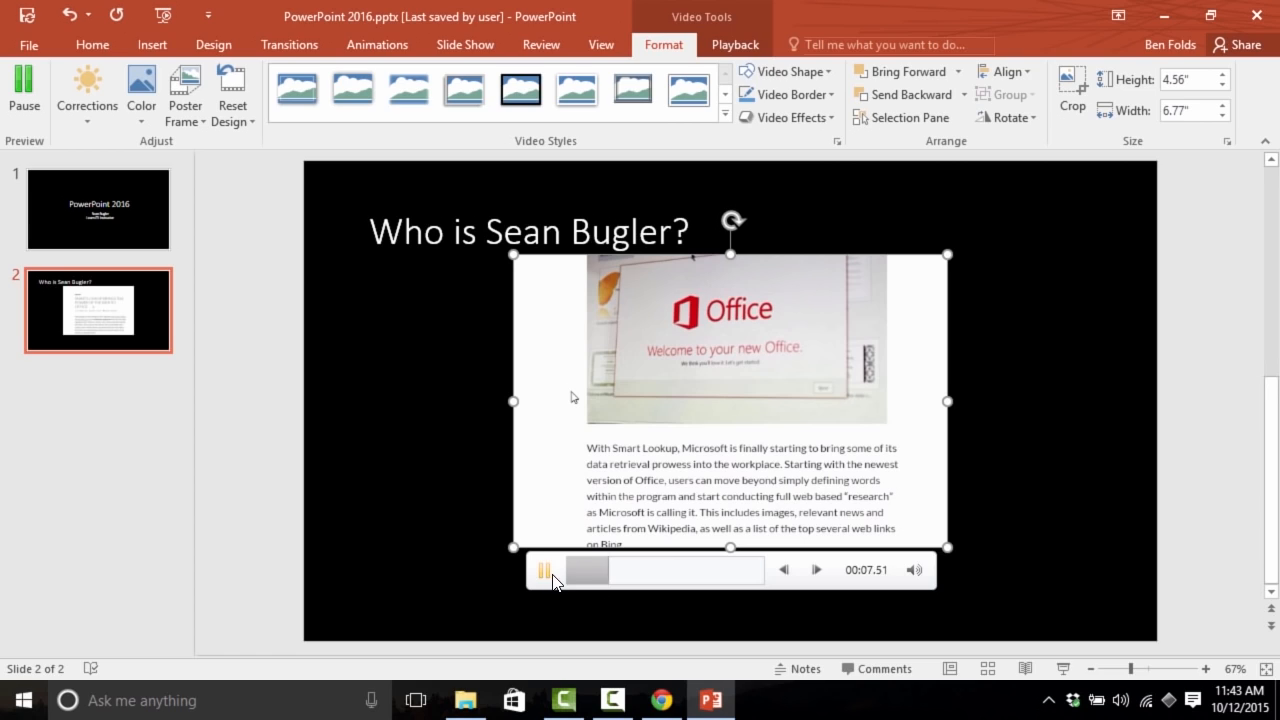 PowerPoint 2016.pptx [Last saved by user] - PowerPoint
Video Tools
File Home Insert Design Transitions Animations Slide Show Review View Format Playback Tell me what you want to do... Ben Folds Share
Pause
Corrections
Color
Poster Frame
Reset Design
Video Shape
Video Border
Video Effects
Bring Forward
Send Backward
Selection Pane
Align
Group
Rotate
Crop
Height: 4.56"
Width: 6.77"
Preview Adjust Video Styles Arrange Size
1
PowerPoint 2016
2
Who is Sean Bugler?
Who is Sean Bugler?
Office
Welcome to your new Office.
With Smart Lookup, Microsoft is finally starting to bring some of its
data retrieval prowess into the workplace. Starting with the newest
version of Office, users can move beyond simply defining words
within the program and start conducting full web based “research”
as Microsoft is calling it. This includes images, relevant news and
articles from Wikipedia, as well as a list of the top several web links
on Bing
00:07.51
Slide 2 of 2 Notes Comments 67%
Ask me anything
11:43 AM
10/12/2015